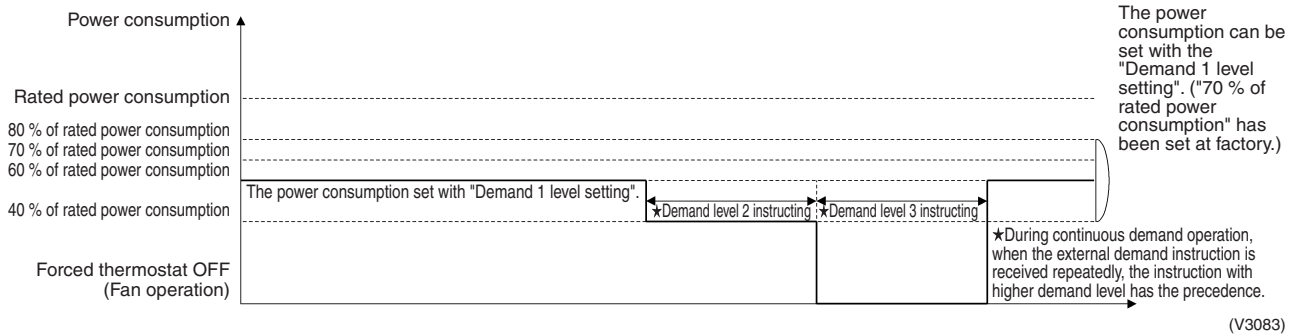 Power consumption
The power
consumption can be
set with the
"Demand 1 level
setting". ("70 % of
rated power
consumption" has
been set at factory.)
Rated power consumption
80 % of rated power consumption
70 % of rated power consumption
60 % of rated power consumption
The power consumption set with "Demand 1 level setting".
40 % of rated power consumption
★Demand level 2 instructing
★Demand level 3 instructing
★During continuous demand operation,
when the external demand instruction is
received repeatedly, the instruction with
higher demand level has the precedence.
Forced thermostat OFF
(Fan operation)
(V3083)